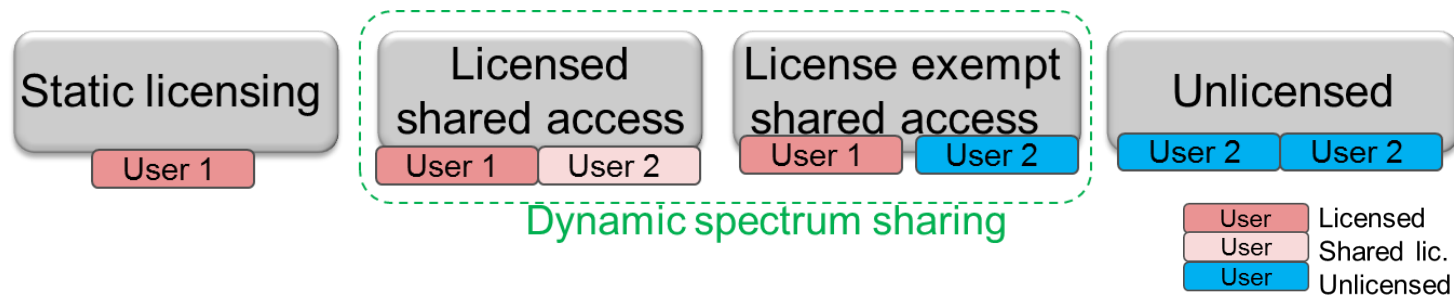 Static licensing
User 1
Licensed
shared access
User 1
User 2
License exempt
shared access
User 1
User 2
Unlicensed
User 2
User 2
Dynamic spectrum sharing
User
Licensed
User
Shared lic.
User
Unlicensed